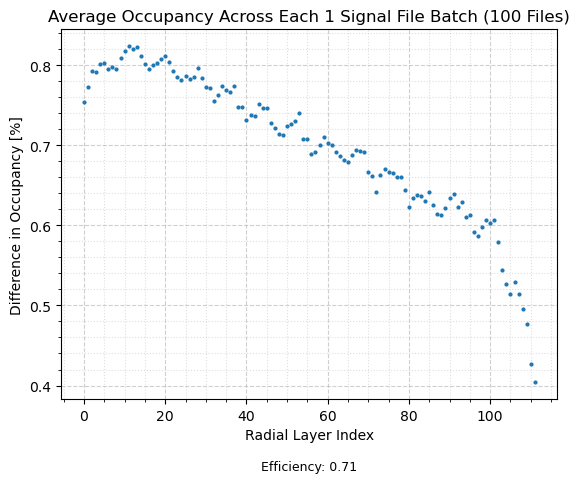 Average Occupancy Across Each 1 Signal File Batch (100 Files)
Difference in Occupancy [%]
0.8
0.7
0.6
0.5
0.4
0 20 40 60 80 100
Radial Layer Index
Efficiency: 0.71